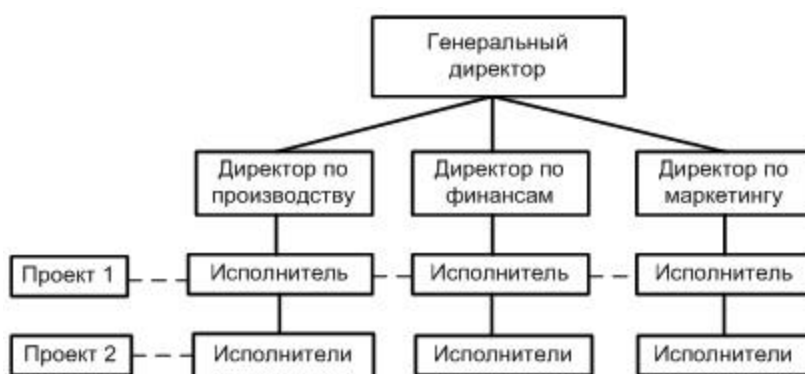 Генеральный
директор
Директор по
производству
Директор по
финансам
Директор по
маркетингу
Проект 1
Исполнитель
Исполнитель
Исполнитель
Проект 2
Исполнители
Исполнители
Исполнители